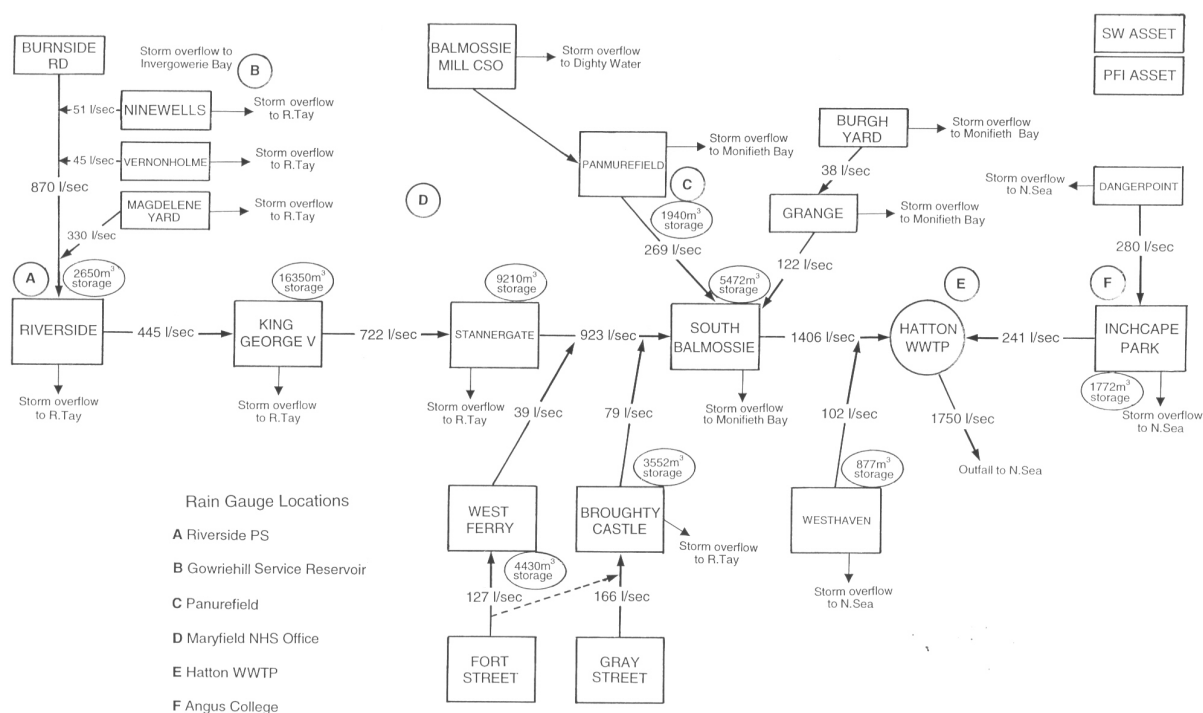 BURNSIDE
RD
Storm overflow to
Invergowerie Bay
B
51 l/sec
NINEWELLS
Storm overflow
to R.Tay
45 l/sec
VERNONHOLME
Storm overflow
to R.Tay
870 l/sec
MAGDELENE
YARD
Storm overflow
to R.Tay
330 l/sec
A
2650m³
storage
RIVERSIDE
445 l/sec
Storm overflow
to R.Tay
16350m³
storage
KING
GEORGE V
722 l/sec
Storm overflow
to R.Tay
D
9210m³
storage
STANNERGATE
923 l/sec
Storm overflow
to R.Tay
BALMOSSIE
MILL CSO
Storm overflow
to Dighty Water
PANMUREFIELD
Storm overflow
to Monifieth Bay
C
1940m³
storage
269 l/sec
BURGH
YARD
Storm overflow
to Monifieth Bay
38 l/sec
GRANGE
Storm overflow
to Monifieth Bay
122 l/sec
5472m³
storage
SOUTH
BALMOSSIE
1406 l/sec
Storm overflow
to Monifieth Bay
SW ASSET
PFI ASSET
Storm overflow
to N.Sea
DANGERPOINT
280 l/sec
E
F
HATTON
WWTP
241 l/sec
INCHCAPE
PARK
1772m³
storage
Storm overflow
to N.Sea
1750 l/sec
Outfall to N.Sea
39 l/sec
79 l/sec
102 l/sec
WEST
FERRY
4430m³
storage
3552m³
storage
BROUGHTY
CASTLE
Storm overflow
to R.Tay
877m³
storage
WESTHAVEN
Storm overflow
to N.Sea
127 l/sec
166 l/sec
FORT
STREET
GRAY
STREET
Rain Gauge Locations
A Riverside PS
B Gowriehill Service Reservoir
C Panurefield
D Maryfield NHS Office
E Hatton WWTP
F Angus College